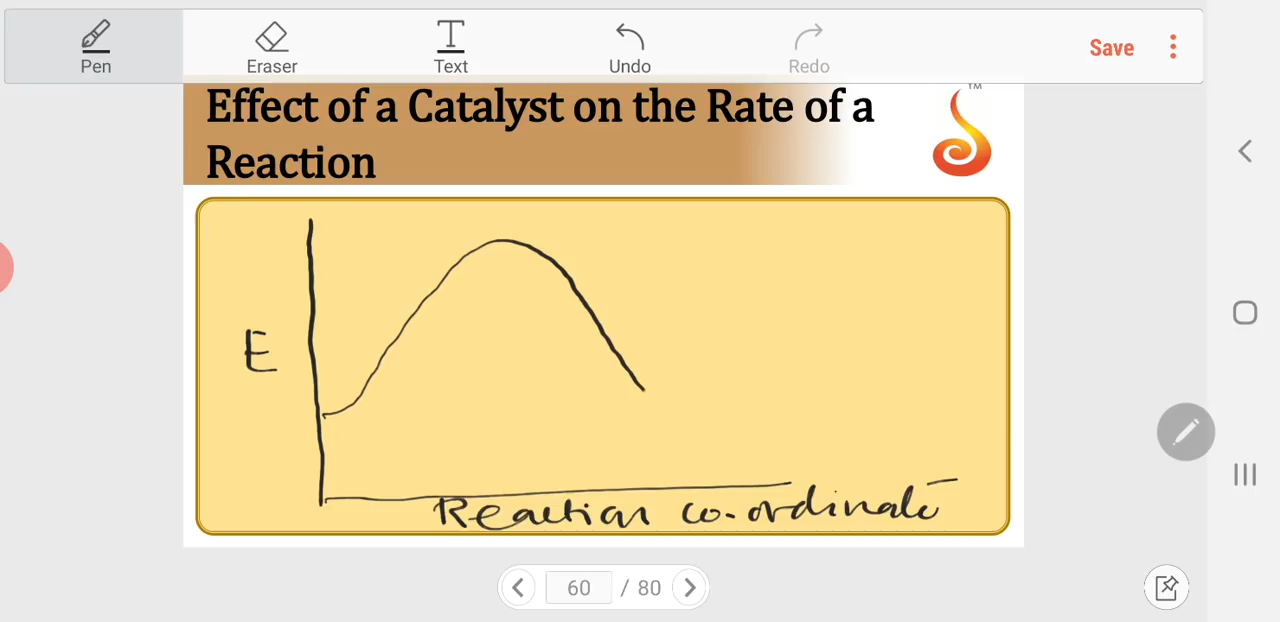 Pen
Eraser
Text
Undo
Redo
Save
Effect of a Catalyst on the Rate of a
Reaction
TM
E
Reaction co-ordinate
60 / 80